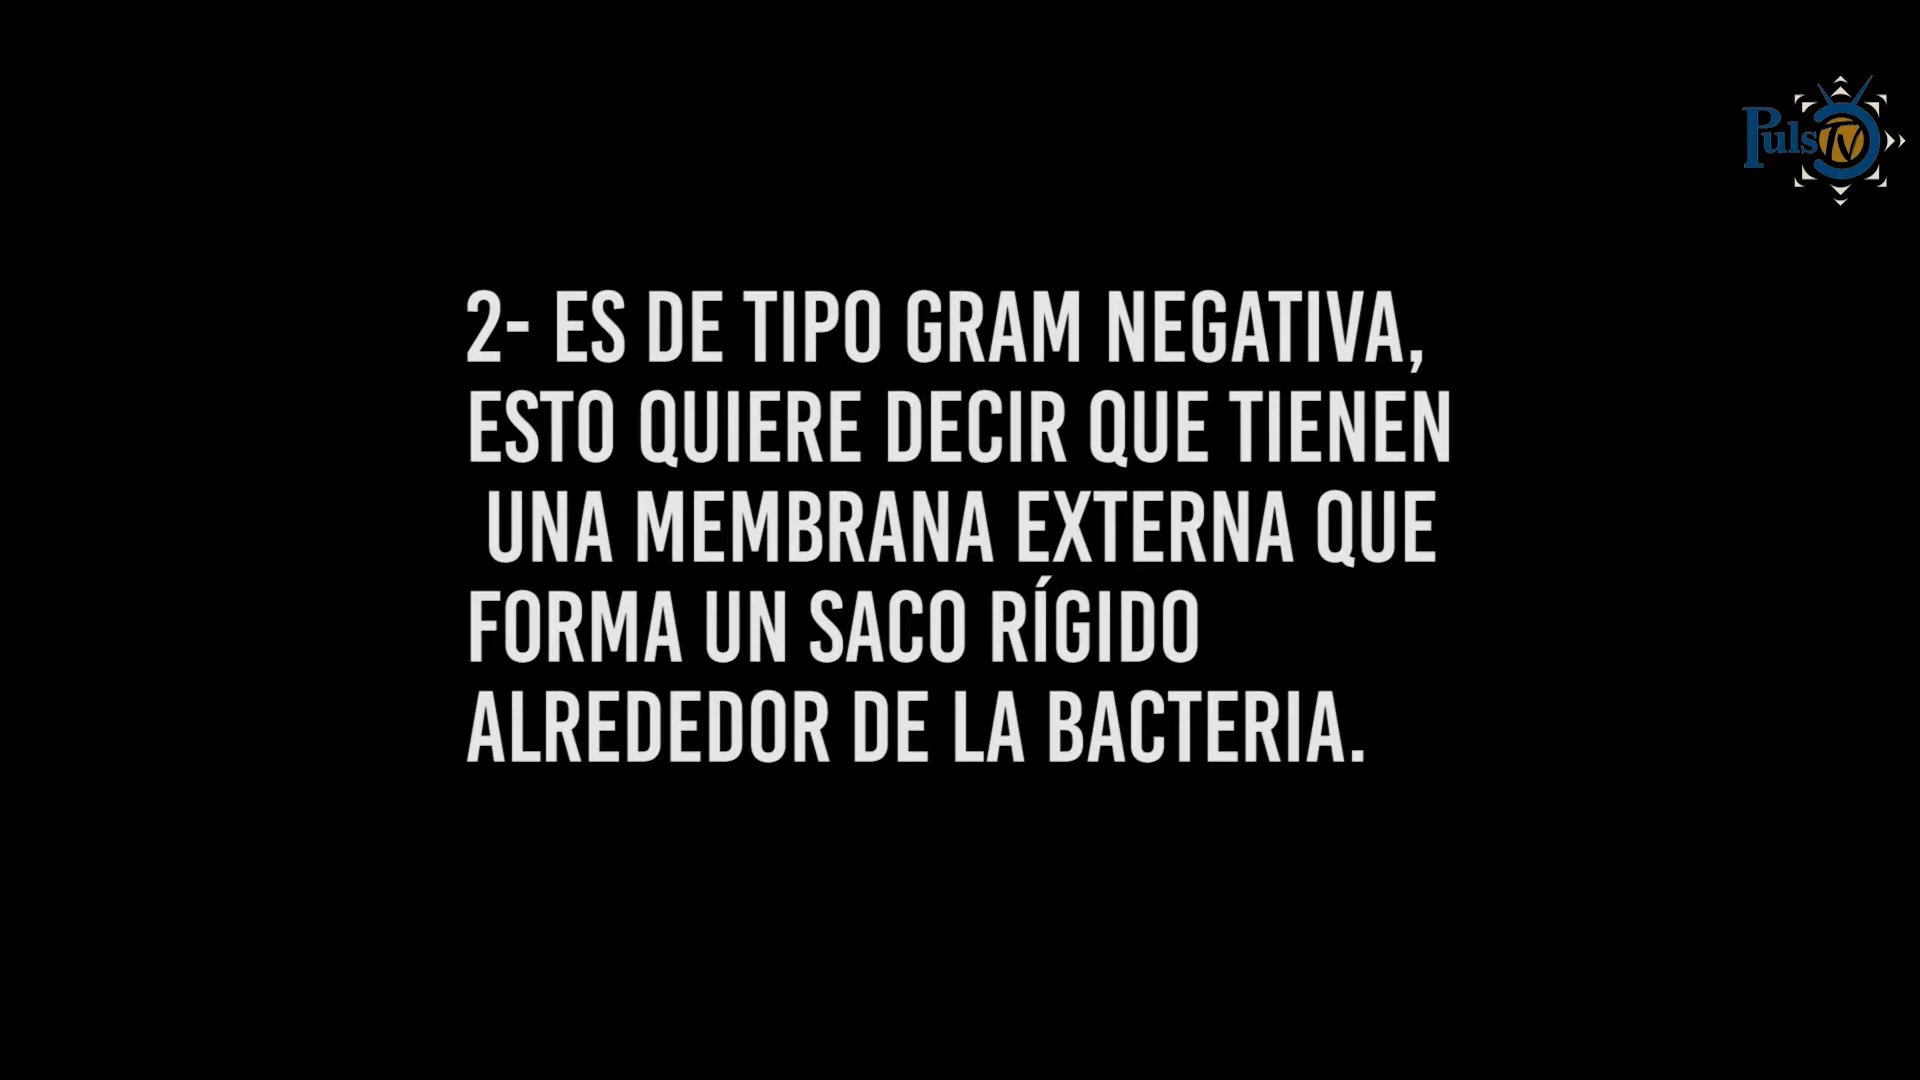 PulsTV
2- ES DE TIPO GRAM NEGATIVA,
ESTO QUIERE DECIR QUE TIENEN
UNA MEMBRANA EXTERNA QUE
FORMA UN SACO RÍGIDO
ALREDEDOR DE LA BACTERIA.